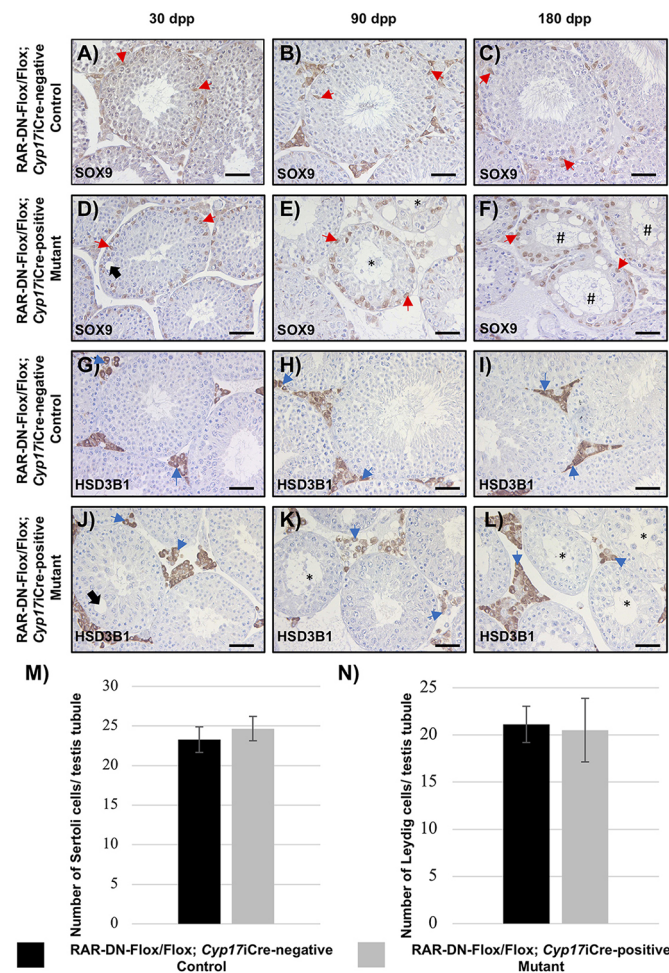 30 dpp 90 dpp 180 dpp
RAR-DN-Flox/Flox;
Cyp17iCre-negative
Control
A)
SOX9
B)
SOX9
C)
SOX9
RAR-DN-Flox/Flox;
Cyp17iCre-positive
Mutant
D)
SOX9
E)
*
*
SOX9
F)
#
#
#
SOX9
RAR-DN-Flox/Flox;
Cyp17iCre-negative
Control
G)
HSD3B1
H)
HSD3B1
I)
HSD3B1
RAR-DN-Flox/Flox;
Cyp17iCre-positive
Mutant
J)
HSD3B1
K)
*
HSD3B1
L)
*
*
*
HSD3B1
M)
Number of Sertoli cells/ testis tubule
30
25
20
15
10
5
0
N)
Number of Leydig cells/ testis tubule
25
20
15
10
5
0
RAR-DN-Flox/Flox; Cyp17iCre-negative
Control
RAR-DN-Flox/Flox; Cyp17iCre-positive
Mutant